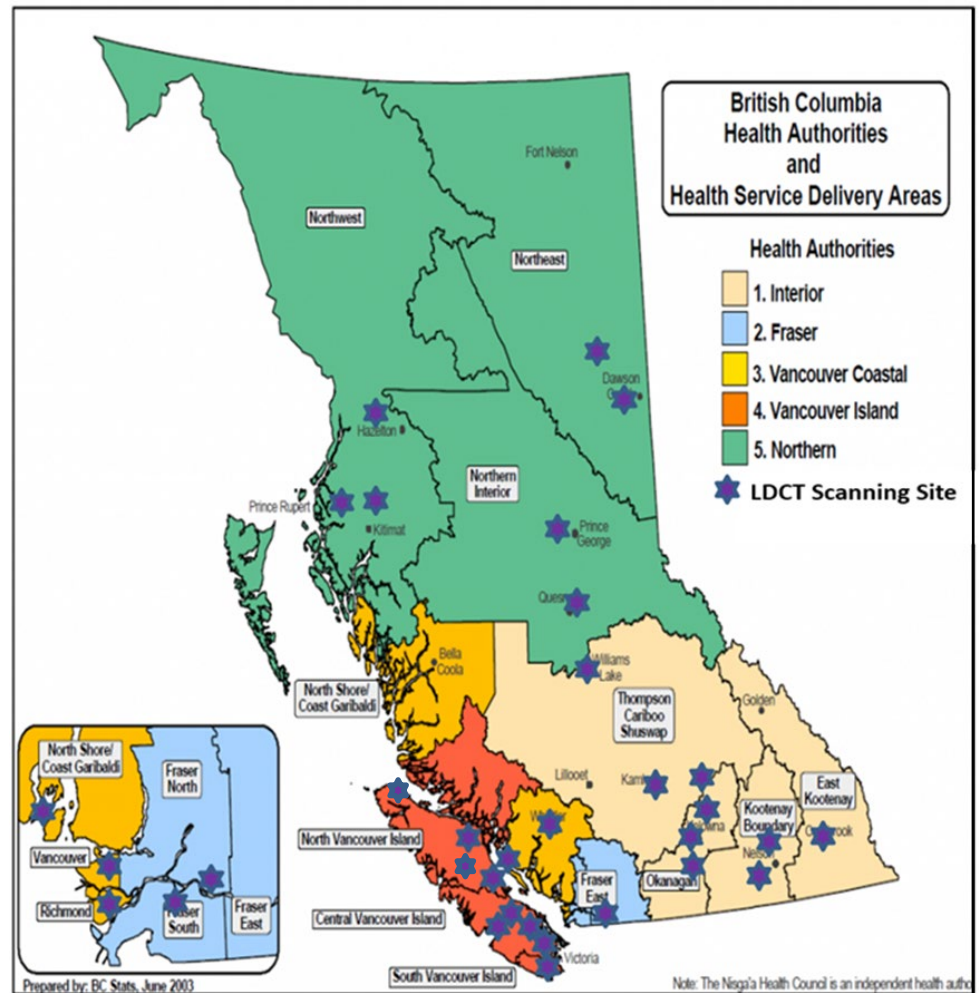 British Columbia
Health Authorities
and
Health Service Delivery Areas
Health Authorities
1. Interior
2. Fraser
3. Vancouver Coastal
4. Vancouver Island
5. Northern
LDCT Scanning Site
Fort Nelson
Northwest
Northeast
Dawson
Hazelton
Northern
Interior
Prince Rupert
Kitimat
Prince
George
Williams
Lake
Bella
Coola
North Shore/
Coast Garibaldi
Thompson
Cariboo
Shuswap
Golden
Lillooet
East
Kootenay
Kootenay
Boundary
Nelson
North Vancouver Island
Okanagan
Fraser
East
Central Vancouver Island
Victoria
South Vancouver Island
North Shore/
Coast Garibaldi
Fraser
North
Vancouver
Richmond
South
Fraser
East
Prepared by: BC Stats, June 2003
Note: The Nisga'a Health Council is an independent health autho